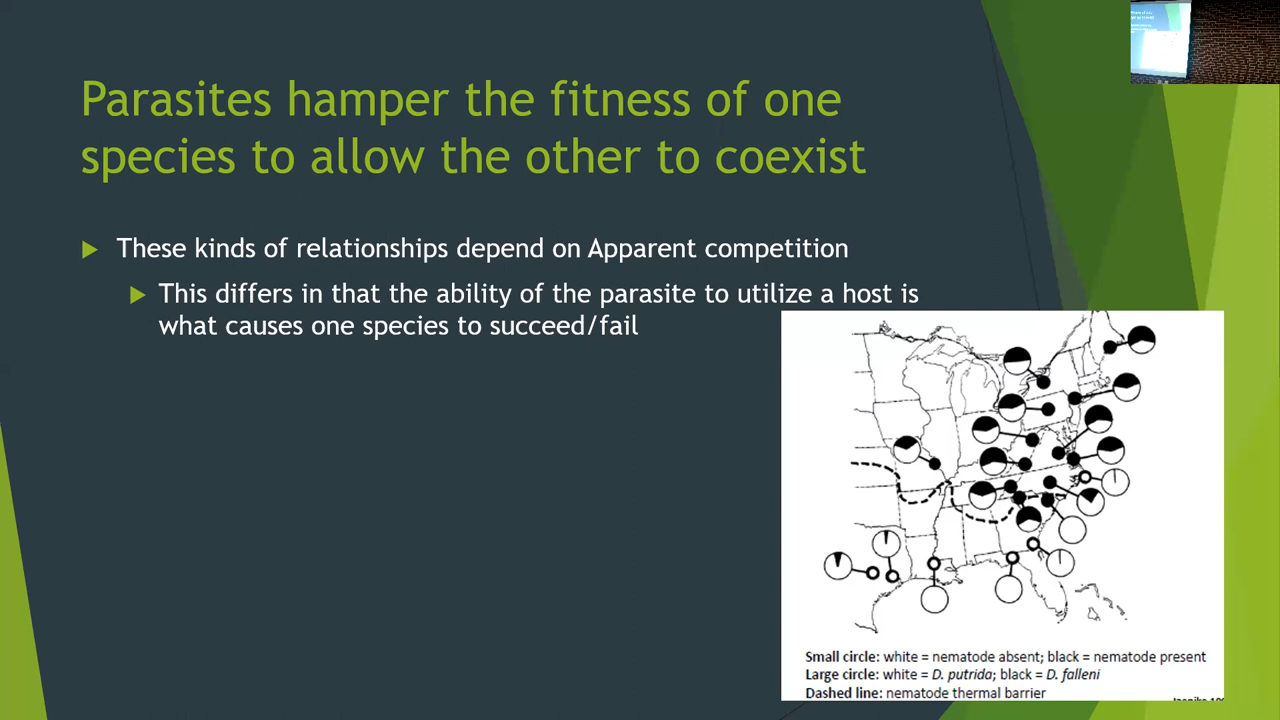 Parasites hamper the fitness of one
species to allow the other to coexist
These kinds of relationships depend on Apparent competition
This differs in that the ability of the parasite to utilize a host is
what causes one species to succeed/fail
Small circle: white = nematode absent; black = nematode present
Large circle: white = D. putrida; black = D. falleni
Dashed line: nematode thermal barrier